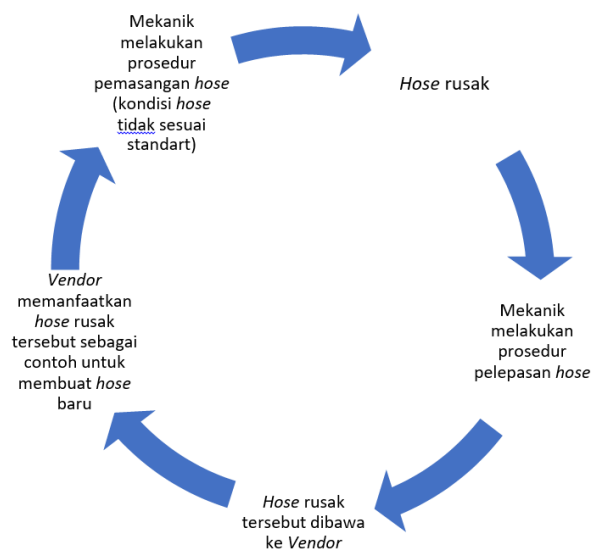 Mekanik
melakukan
prosedur
pemasangan hose
(kondisi hose
tidak sesuai
standart)
Hose rusak
Mekanik
melakukan
prosedur
pelepasan hose
Hose rusak
tersebut dibawa
ke Vendor
Vendor
memanfaatkan
hose rusak
tersebut sebagai
contoh untuk
membuat hose
baru